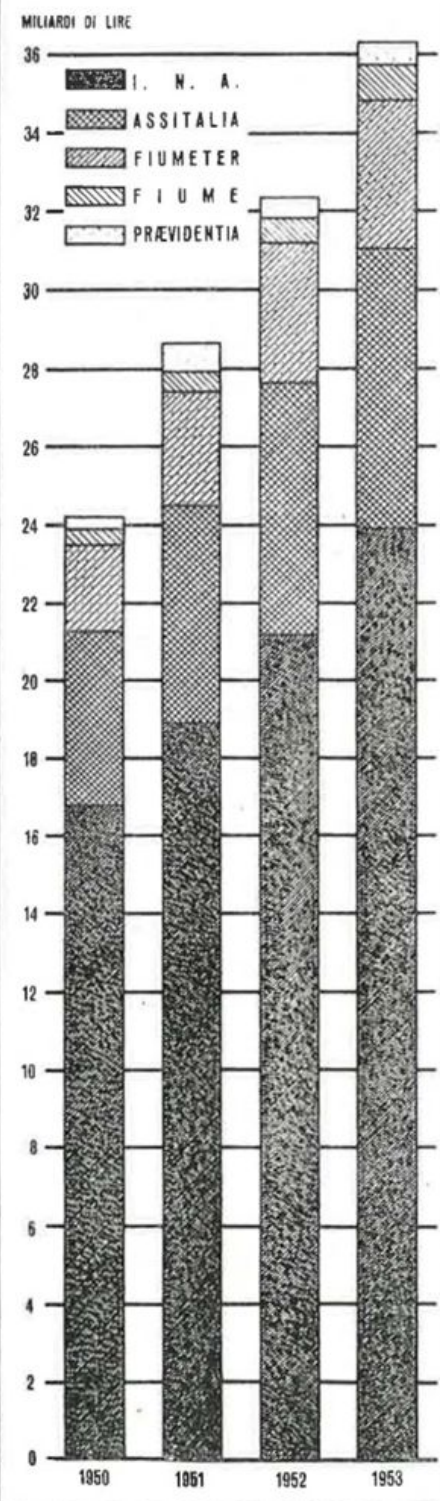 MILIARDI DI LIRE
36
I. N. A.
ASSITALIA
34
FIUMETER
FIUME
32
PRÆVIDENTIA
30
28
26
24
22
20
18
16
14
12
10
8
6
4
2
0
1950 1951 1952 1953